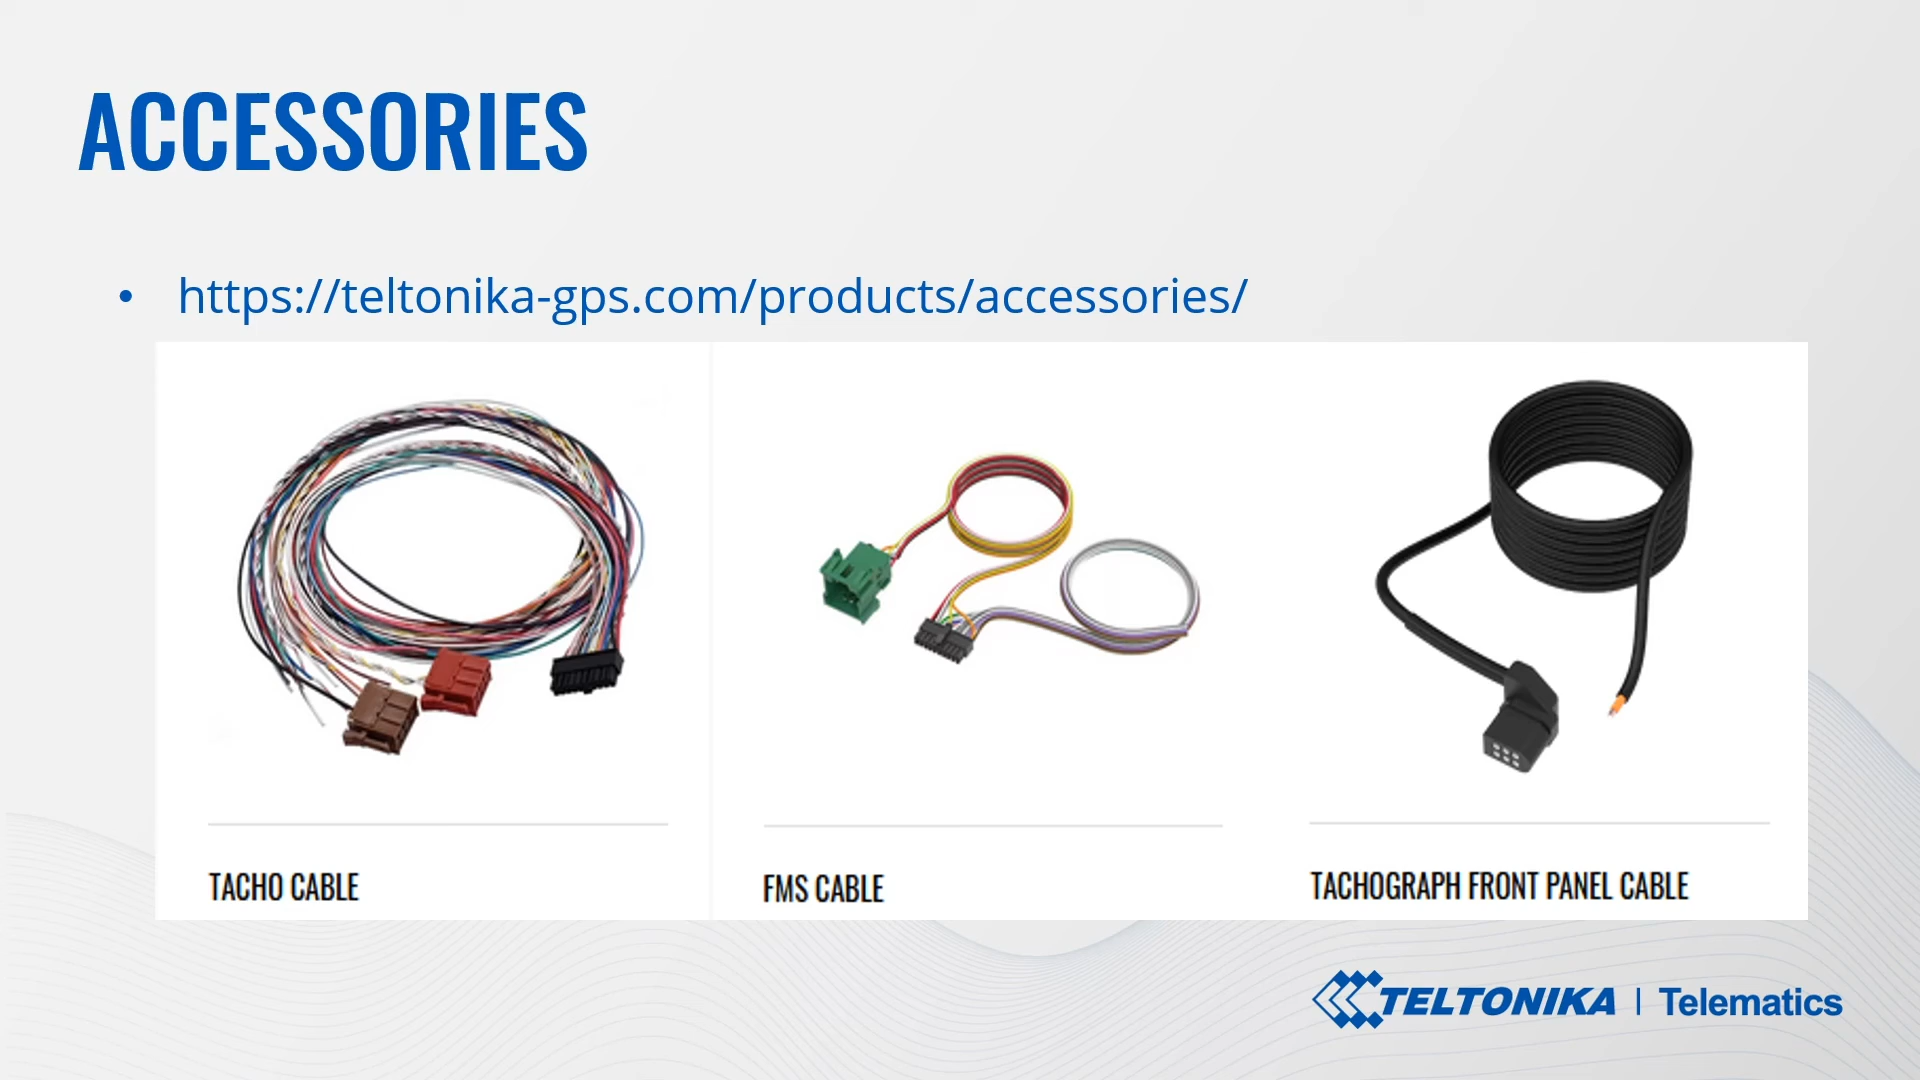 ACCESSORIES
• https://teltonika-gps.com/products/accessories/
TACHO CABLE
FMS CABLE
TACHOGRAPH FRONT PANEL CABLE
TELTONIKA | Telematics